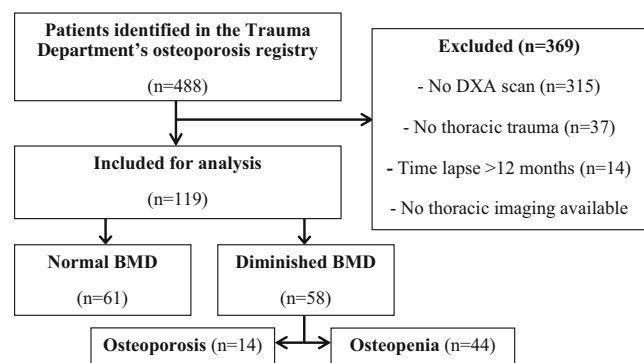 Patients identified in the Trauma
Department's osteoporosis registry
(n=488)
Excluded (n=369)
- No DXA scan (n=315)
- No thoracic trauma (n=37)
- Time lapse >12 months (n=14)
- No thoracic imaging available
Included for analysis
(n=119)
Normal BMD
(n=61)
Diminished BMD
(n=58)
Osteoporosis (n=14)
Osteopenia (n=44)